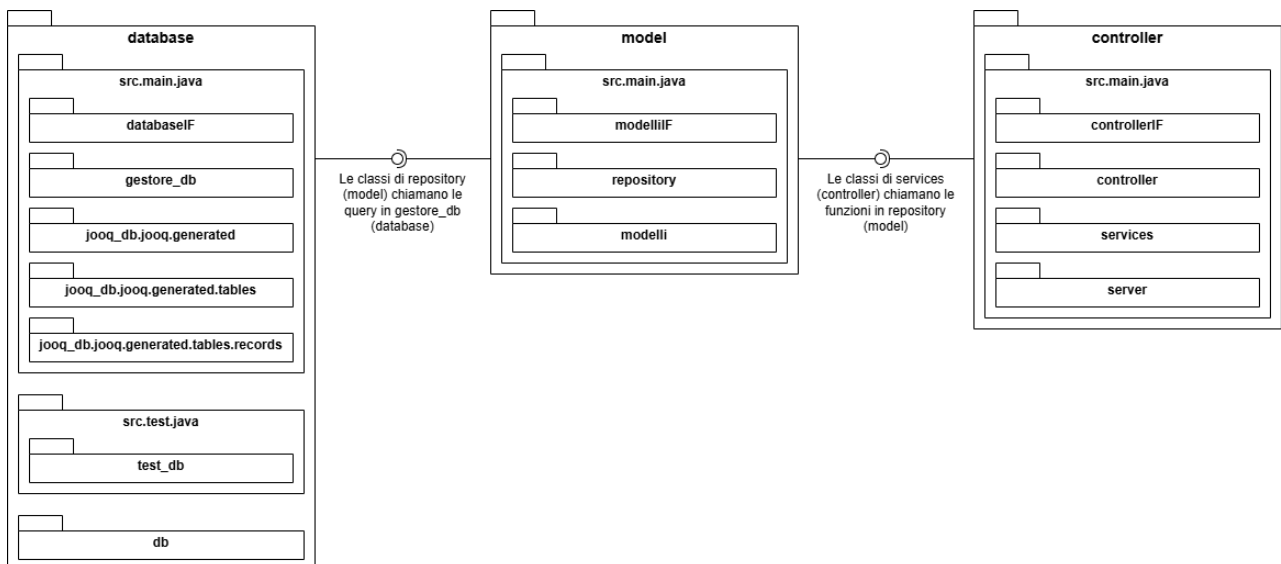 database
src.main.java
databaseIF
gestore_db
jooq_db.jooq.generated
jooq_db.jooq.generated.tables
jooq_db.jooq.generated.tables.records
src.test.java
test_db
db
Le classi di repository
(model) chiamano le
query in gestore_db
(database)
model
src.main.java
modelliIF
repository
modelli
Le classi di services
(controller) chiamano le
funzioni in repository
(model)
controller
src.main.java
controllerIF
controller
services
server